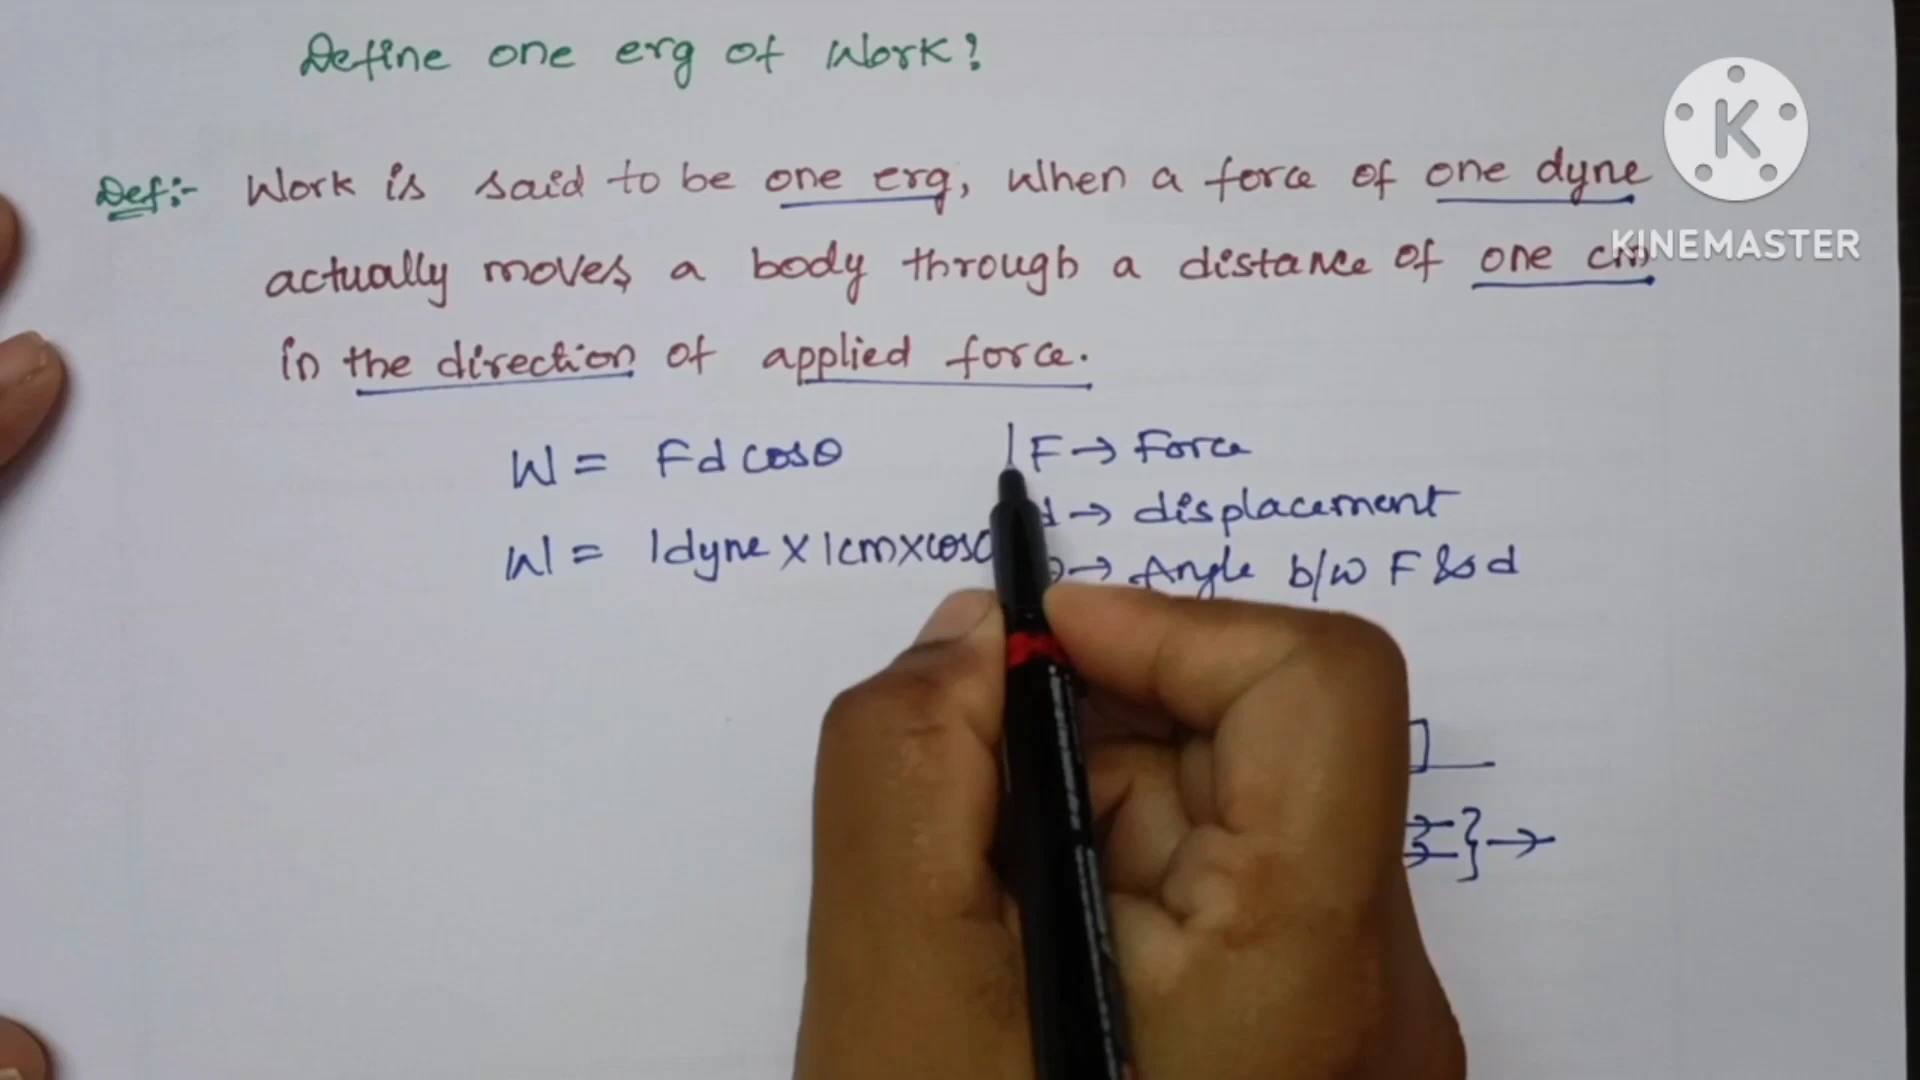 Define one erg of Work?
Def:- Work is said to be one erg, When a force of one dyne
actually moves a body through a distance of one cm
in the direction of applied force.
W = Fd cosθ
F → Force
d → displacement
W = 1dyne × 1cm × cos
θ → Angle b/w F & d
K
KINEMASTER